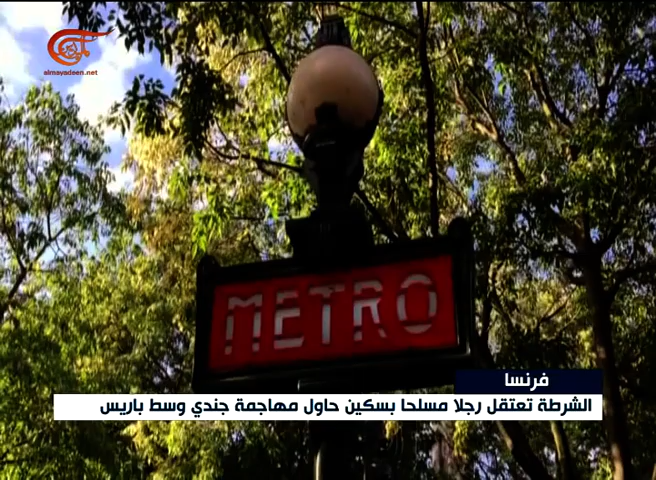 almayadeen.net
METRO
فرنسا
الشرطة تعتقل رجلا مسلحا بسكين حاول مهاجمة جندي وسط باريس